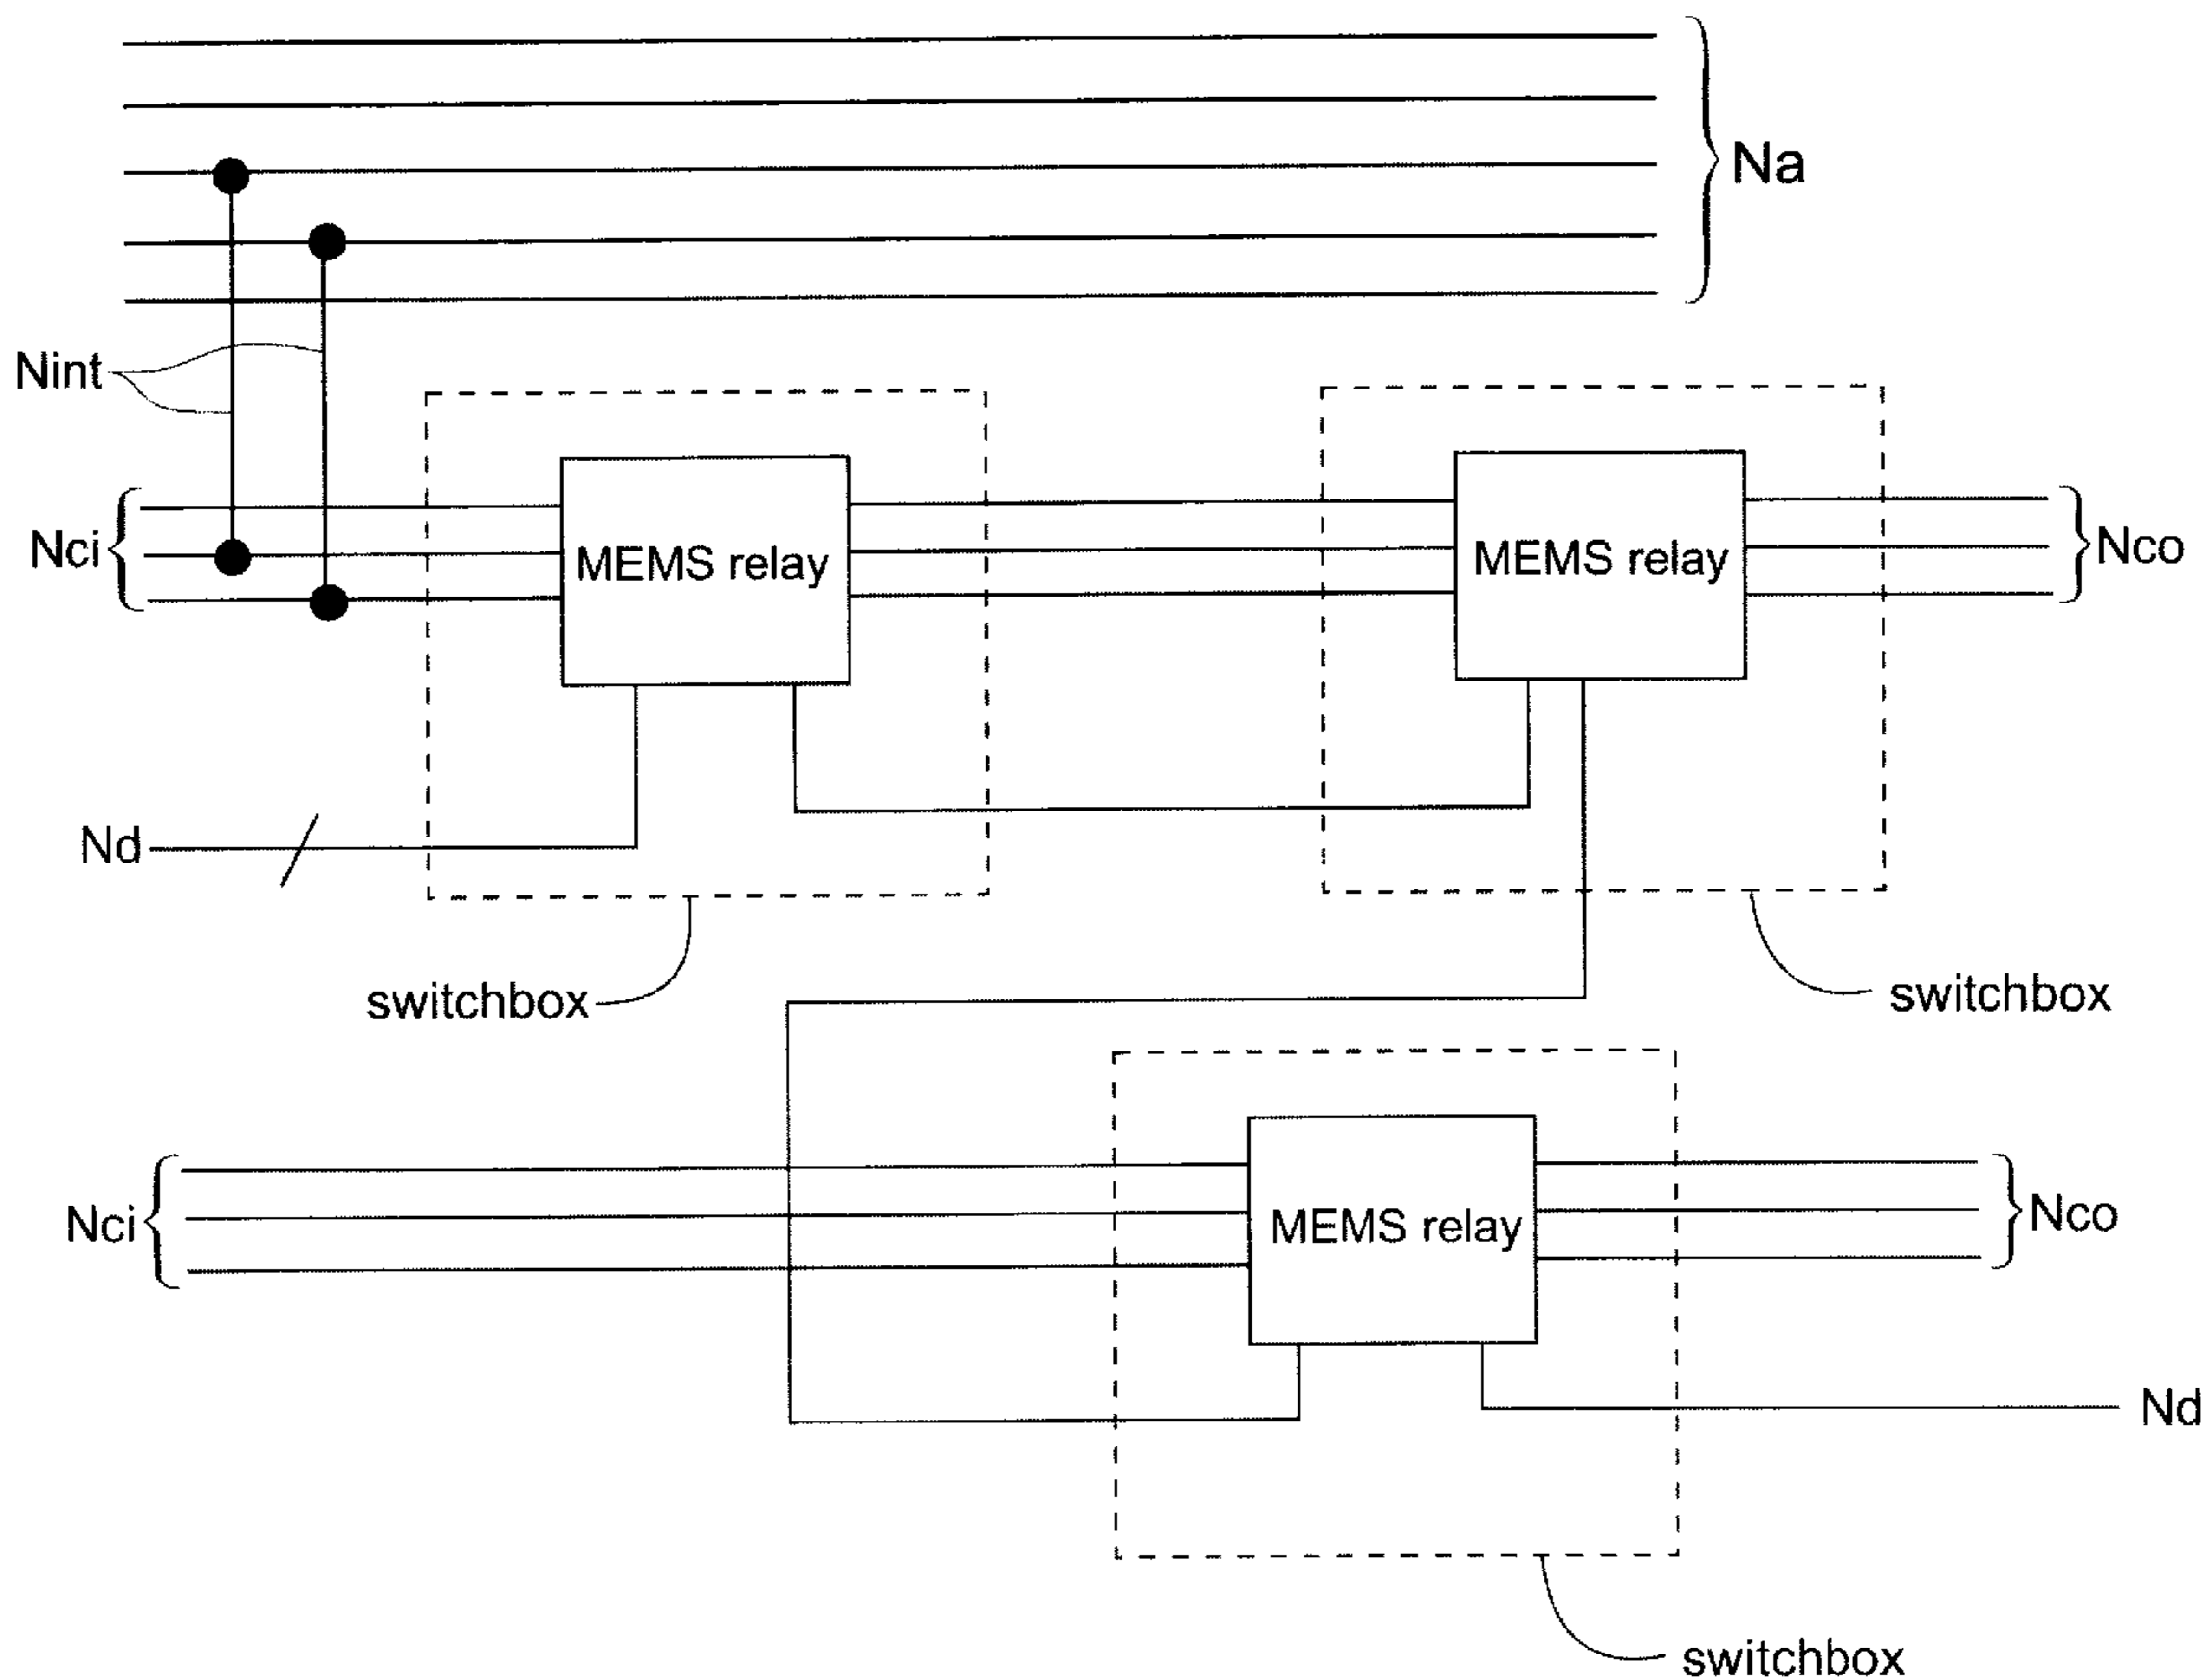 Na
Nint
Nci
MEMS relay
MEMS relay
Nco
Nd
switchbox
switchbox
Nci
MEMS relay
Nco
Nd
switchbox